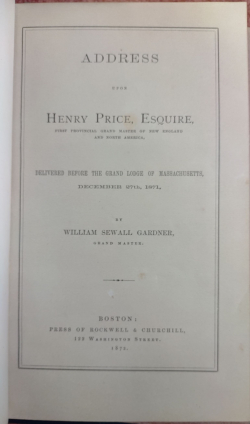 ADDRESS
UPON
HENRY PRICE, ESQUIRE,
FIRST PROVINCIAL GRAND MASTER OF NEW ENGLAND
AND NORTH AMERICA,
DELIVERED BEFORE THE GRAND LODGE OF MASSACHUSETTS,
DECEMBER 27TH, 1871,
BY
WILLIAM SEWALL GARDNER,
GRAND MASTER.
BOSTON:
PRESS OF ROCKWELL & CHURCHILL,
122 WASHINGTON STREET.